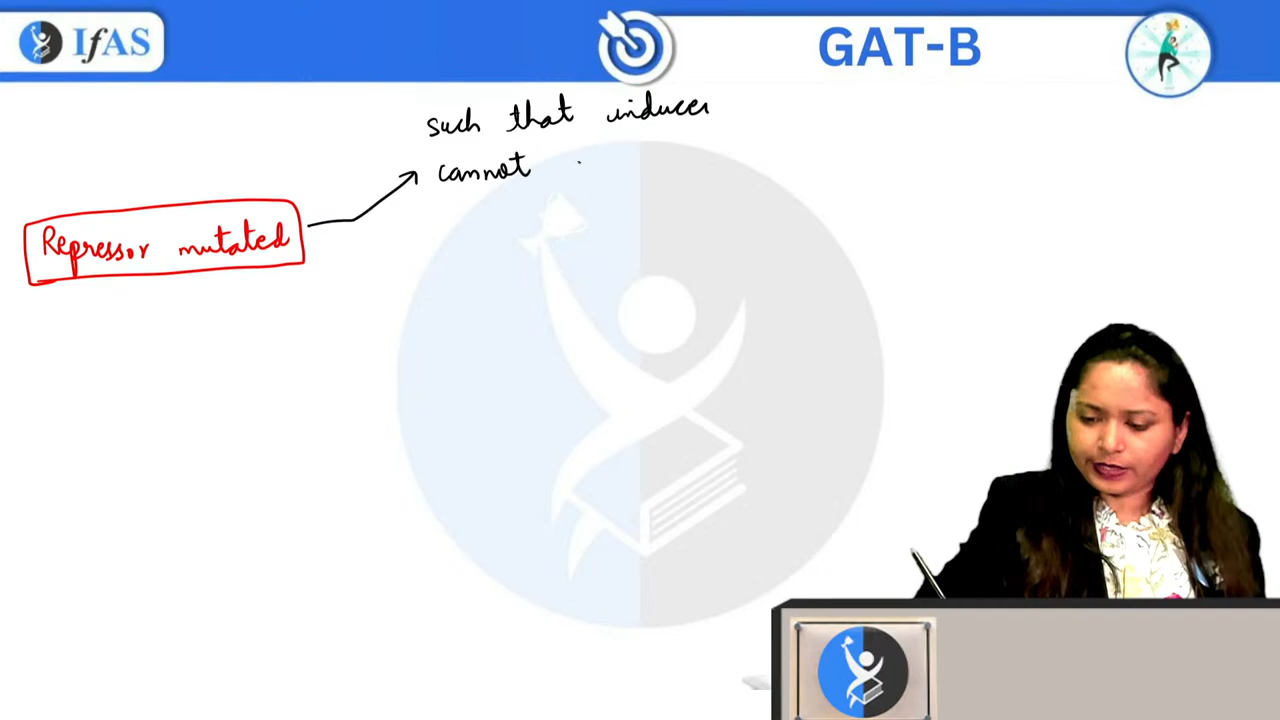 IfAS
GAT-B
such that inducer
cannot
Repressor mutated